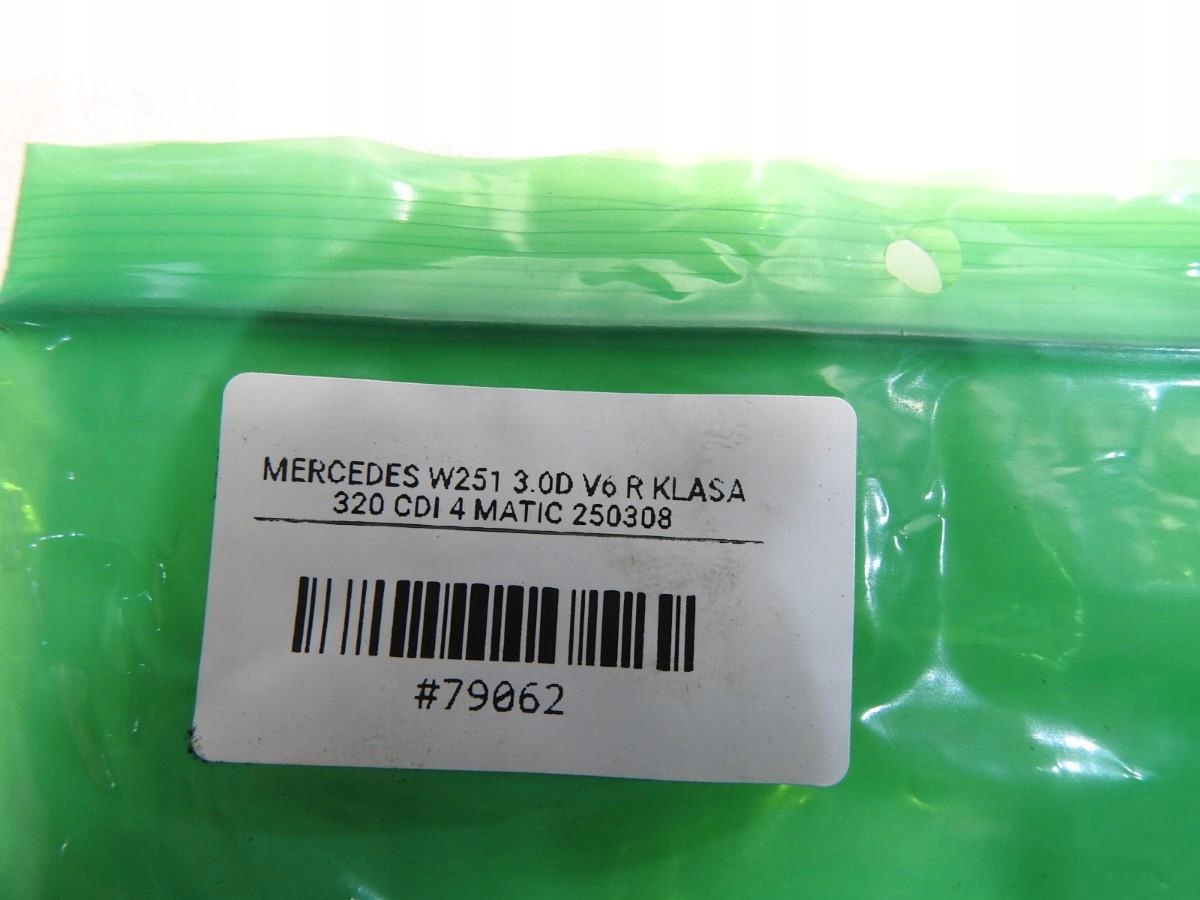 MERCEDES W251 3.0D V6 R KLASA
320 CDI 4 MATIC 250308
#79062